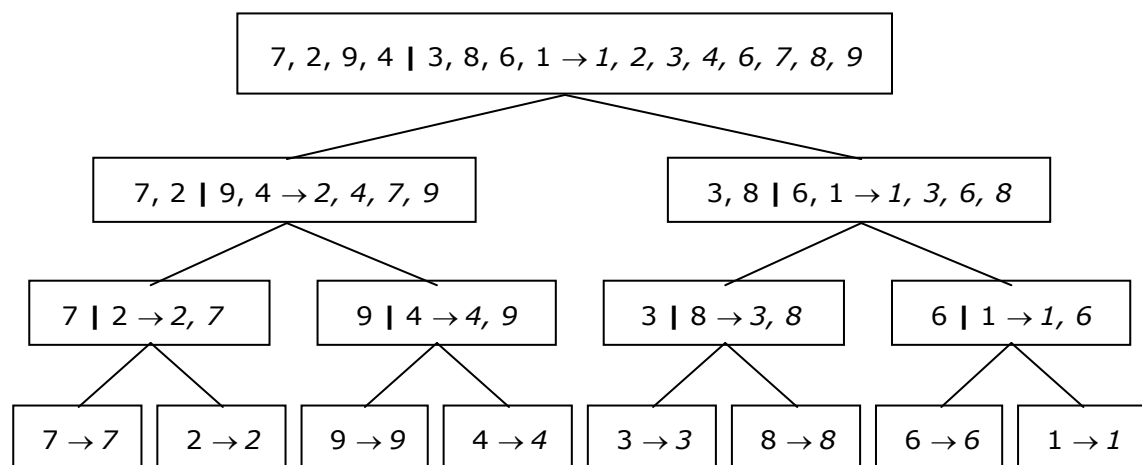 7, 2, 9, 4 | 3, 8, 6, 1 → 1, 2, 3, 4, 6, 7, 8, 9
7, 2 | 9, 4 → 2, 4, 7, 9
3, 8 | 6, 1 → 1, 3, 6, 8
7 | 2 → 2, 7
9 | 4 → 4, 9
3 | 8 → 3, 8
6 | 1 → 1, 6
7 → 7
2 → 2
9 → 9
4 → 4
3 → 3
8 → 8
6 → 6
1 → 1